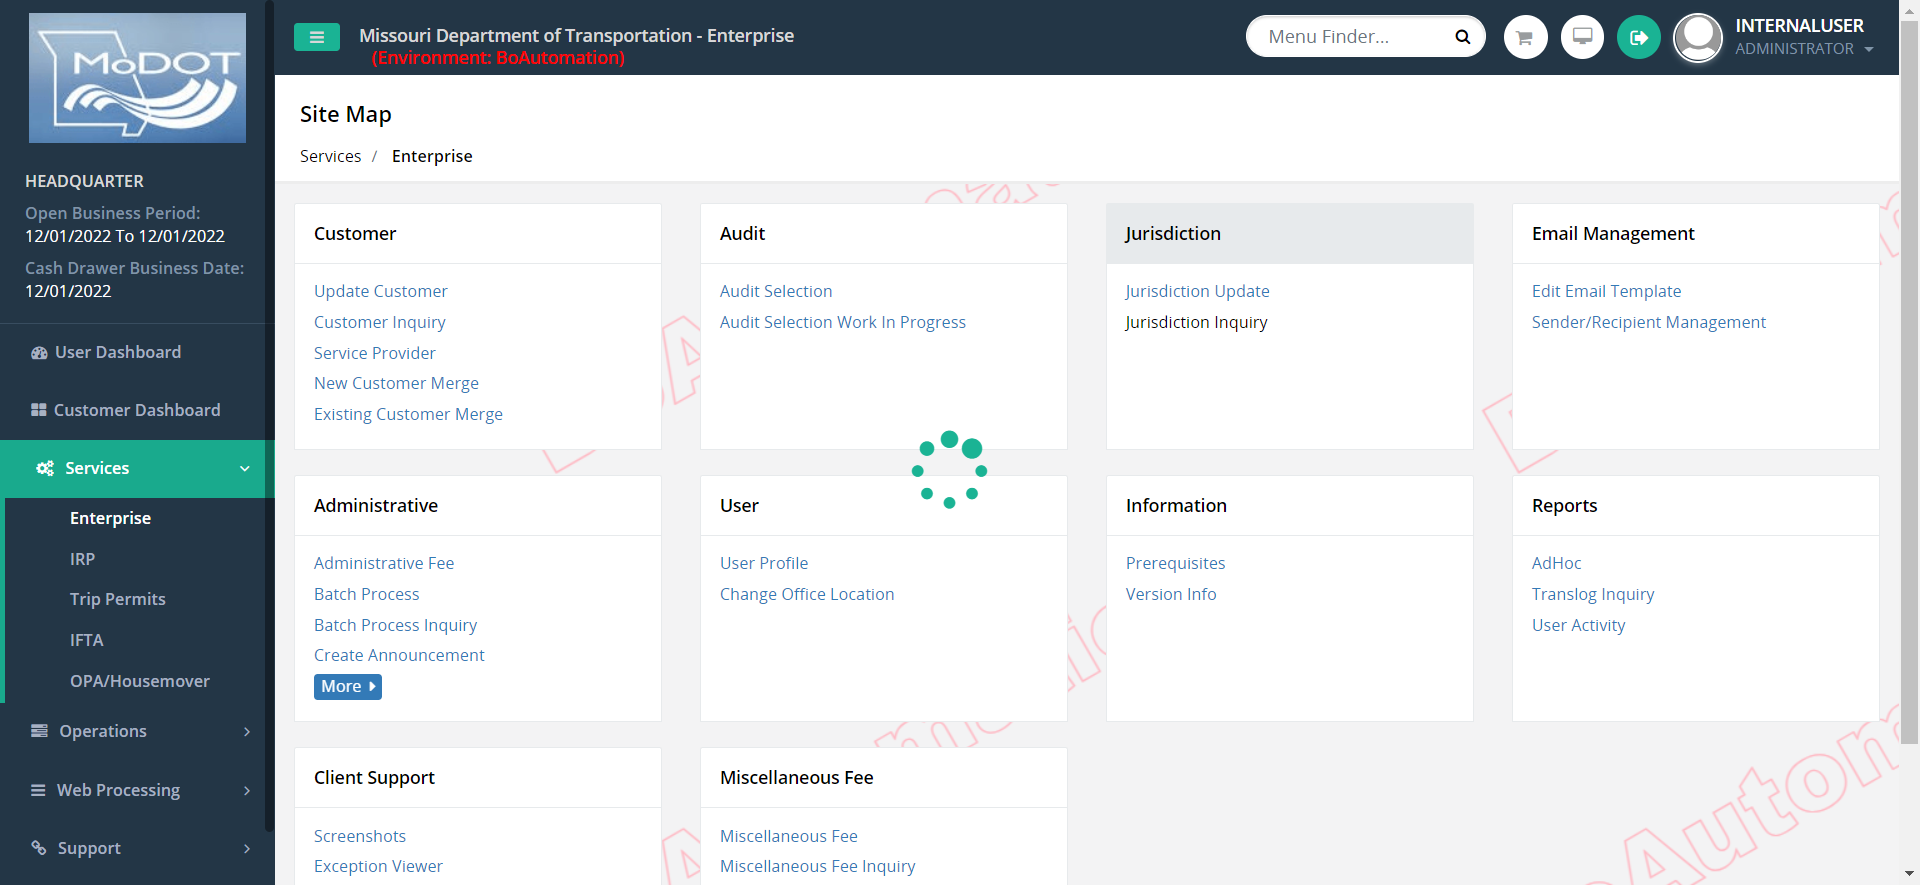 MoDOT
Missouri Department of Transportation - Enterprise
(Environment: BoAutomation)
Menu Finder...
INTERNALUSER
ADMINISTRATOR
HEADQUARTER
Open Business Period:
12/01/2022 To 12/01/2022
Cash Drawer Business Date:
12/01/2022
User Dashboard
Customer Dashboard
Services
Enterprise
IRP
Trip Permits
IFTA
OPA/Housemover
Operations
Web Processing
Support
Site Map
Services / Enterprise
Customer
Update Customer
Customer Inquiry
Service Provider
New Customer Merge
Existing Customer Merge
Audit
Audit Selection
Audit Selection Work In Progress
Jurisdiction
Jurisdiction Update
Jurisdiction Inquiry
Email Management
Edit Email Template
Sender/Recipient Management
Administrative
Administrative Fee
Batch Process
Batch Process Inquiry
Create Announcement
More
User
User Profile
Change Office Location
Information
Prerequisites
Version Info
Reports
AdHoc
Translog Inquiry
User Activity
Client Support
Screenshots
Exception Viewer
Miscellaneous Fee
Miscellaneous Fee
Miscellaneous Fee Inquiry